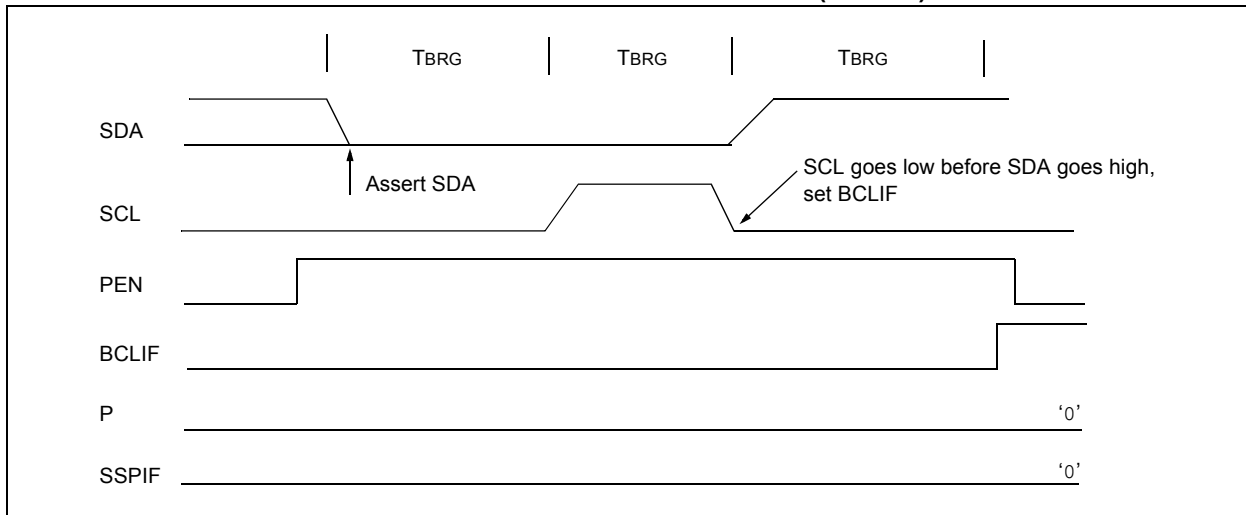 TBRG TBRG TBRG
SDA
Assert SDA
SCL goes low before SDA goes high,
set BCLIF
SCL
PEN
BCLIF
P
‘0’
SSPIF
‘0’